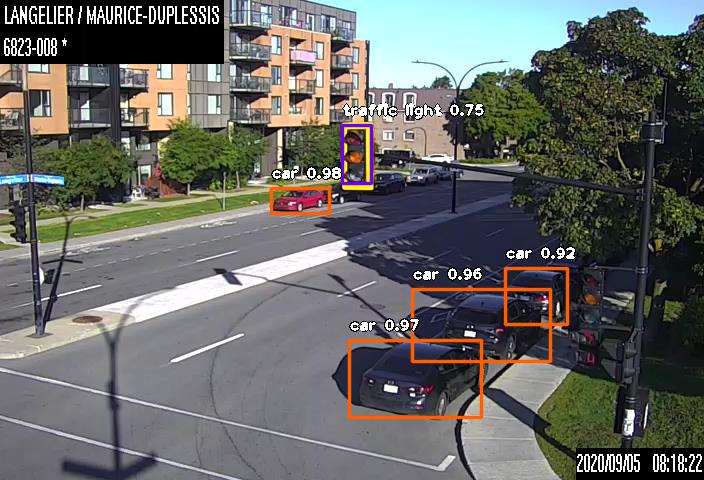 LANGELIER / MAURICE-DUPLESSIS
6823-008 *
traffic light 0.75
car 0.98
car 0.92
car 0.96
car 0.97
2020/09/05 08:18:22